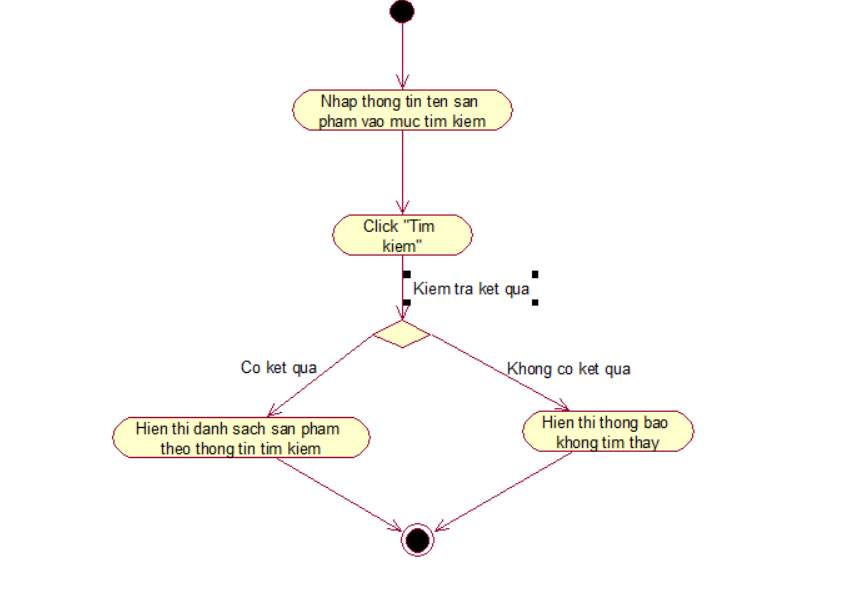 Nhap thong tin ten san
pham vao muc tim kiem
Click "Tim
kiem"
Kiem tra ket qua
Co ket qua
Khong co ket qua
Hien thi danh sach san pham
theo thong tin tim kiem
Hien thi thong bao
khong tim thay